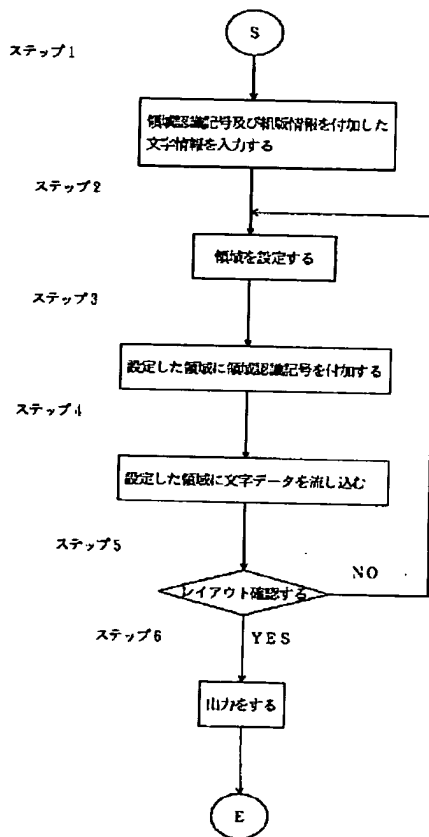 S
ステップ1
領域認識記号及び組版情報を付加した
文字情報を入力する
ステップ2
領域を設定する
ステップ3
設定した領域に領域認識記号を付加する
ステップ4
設定した領域に文字データを流し込む
ステップ5
レイアウト確認する
NO
ステップ6
YES
出力をする
E